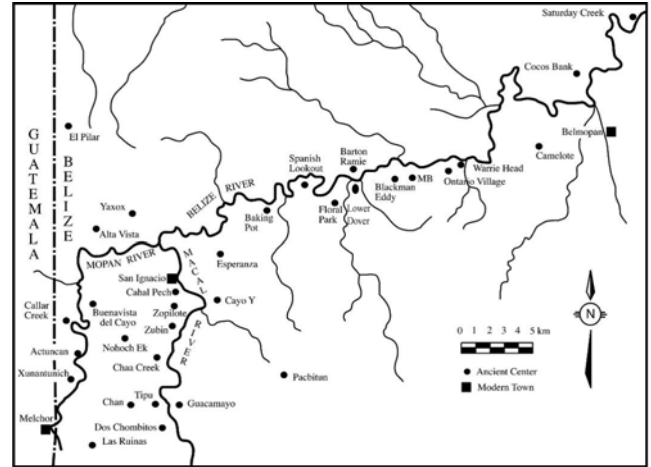 Saturday Creek
Cocos Bank
Belmopan
El Pilar
GUATEMALA
BELIZE
Barton
Ramie
Spanish
Lookout
Warrie Head
Camelote
MB
Ontario Village
Blackman
Eddy
BELIZE RIVER
Yaxox
Baking
Pot
Floral
Park
Lower
Dover
Alta Vista
MOPAN RIVER
MACAL RIVER
Esperanza
San Ignacio
Cahal Pech
Cayo Y
Callar
Creek
Buenavista
del Cayo
Zopilote
Zubin
Nohoch Ek
Actuncan
Chaa Creek
Xunantunich
Pacbitun
Chan
Tipu
Guacamayo
Melchor
Dos Chombitos
Las Ruinas
N
0 1 2 3 4 5 km
Ancient Center
Modern Town